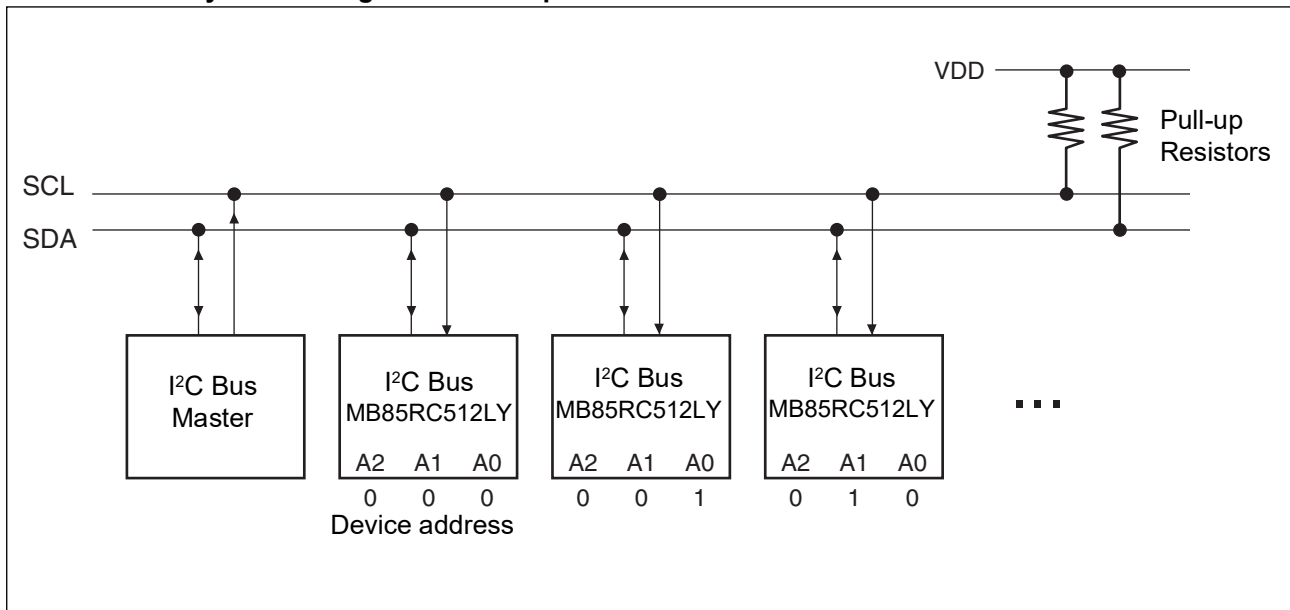 VDD
Pull-up
Resistors
SCL
SDA
I²C Bus
Master
I²C Bus
MB85RC512LY
A2 A1 A0
0 0 0
Device address
I²C Bus
MB85RC512LY
A2 A1 A0
0 0 1
I²C Bus
MB85RC512LY
A2 A1 A0
0 1 0
...